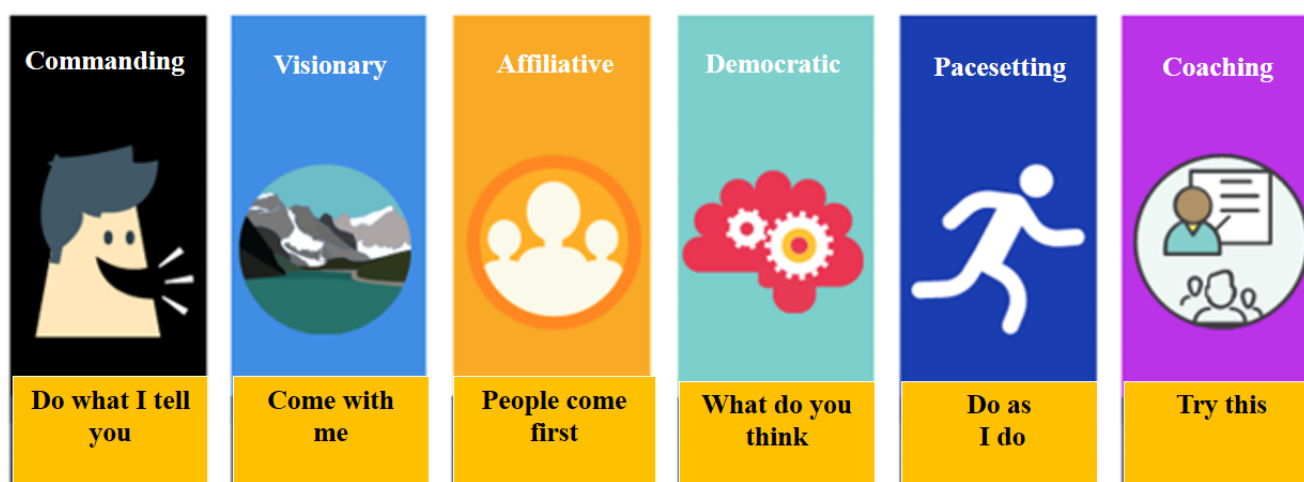 Commanding
Visionary
Affiliative
Democratic
Pacesetting
Coaching
Do what I tell
you
Come with
me
People come
first
What do you
think
Do as
I do
Try this